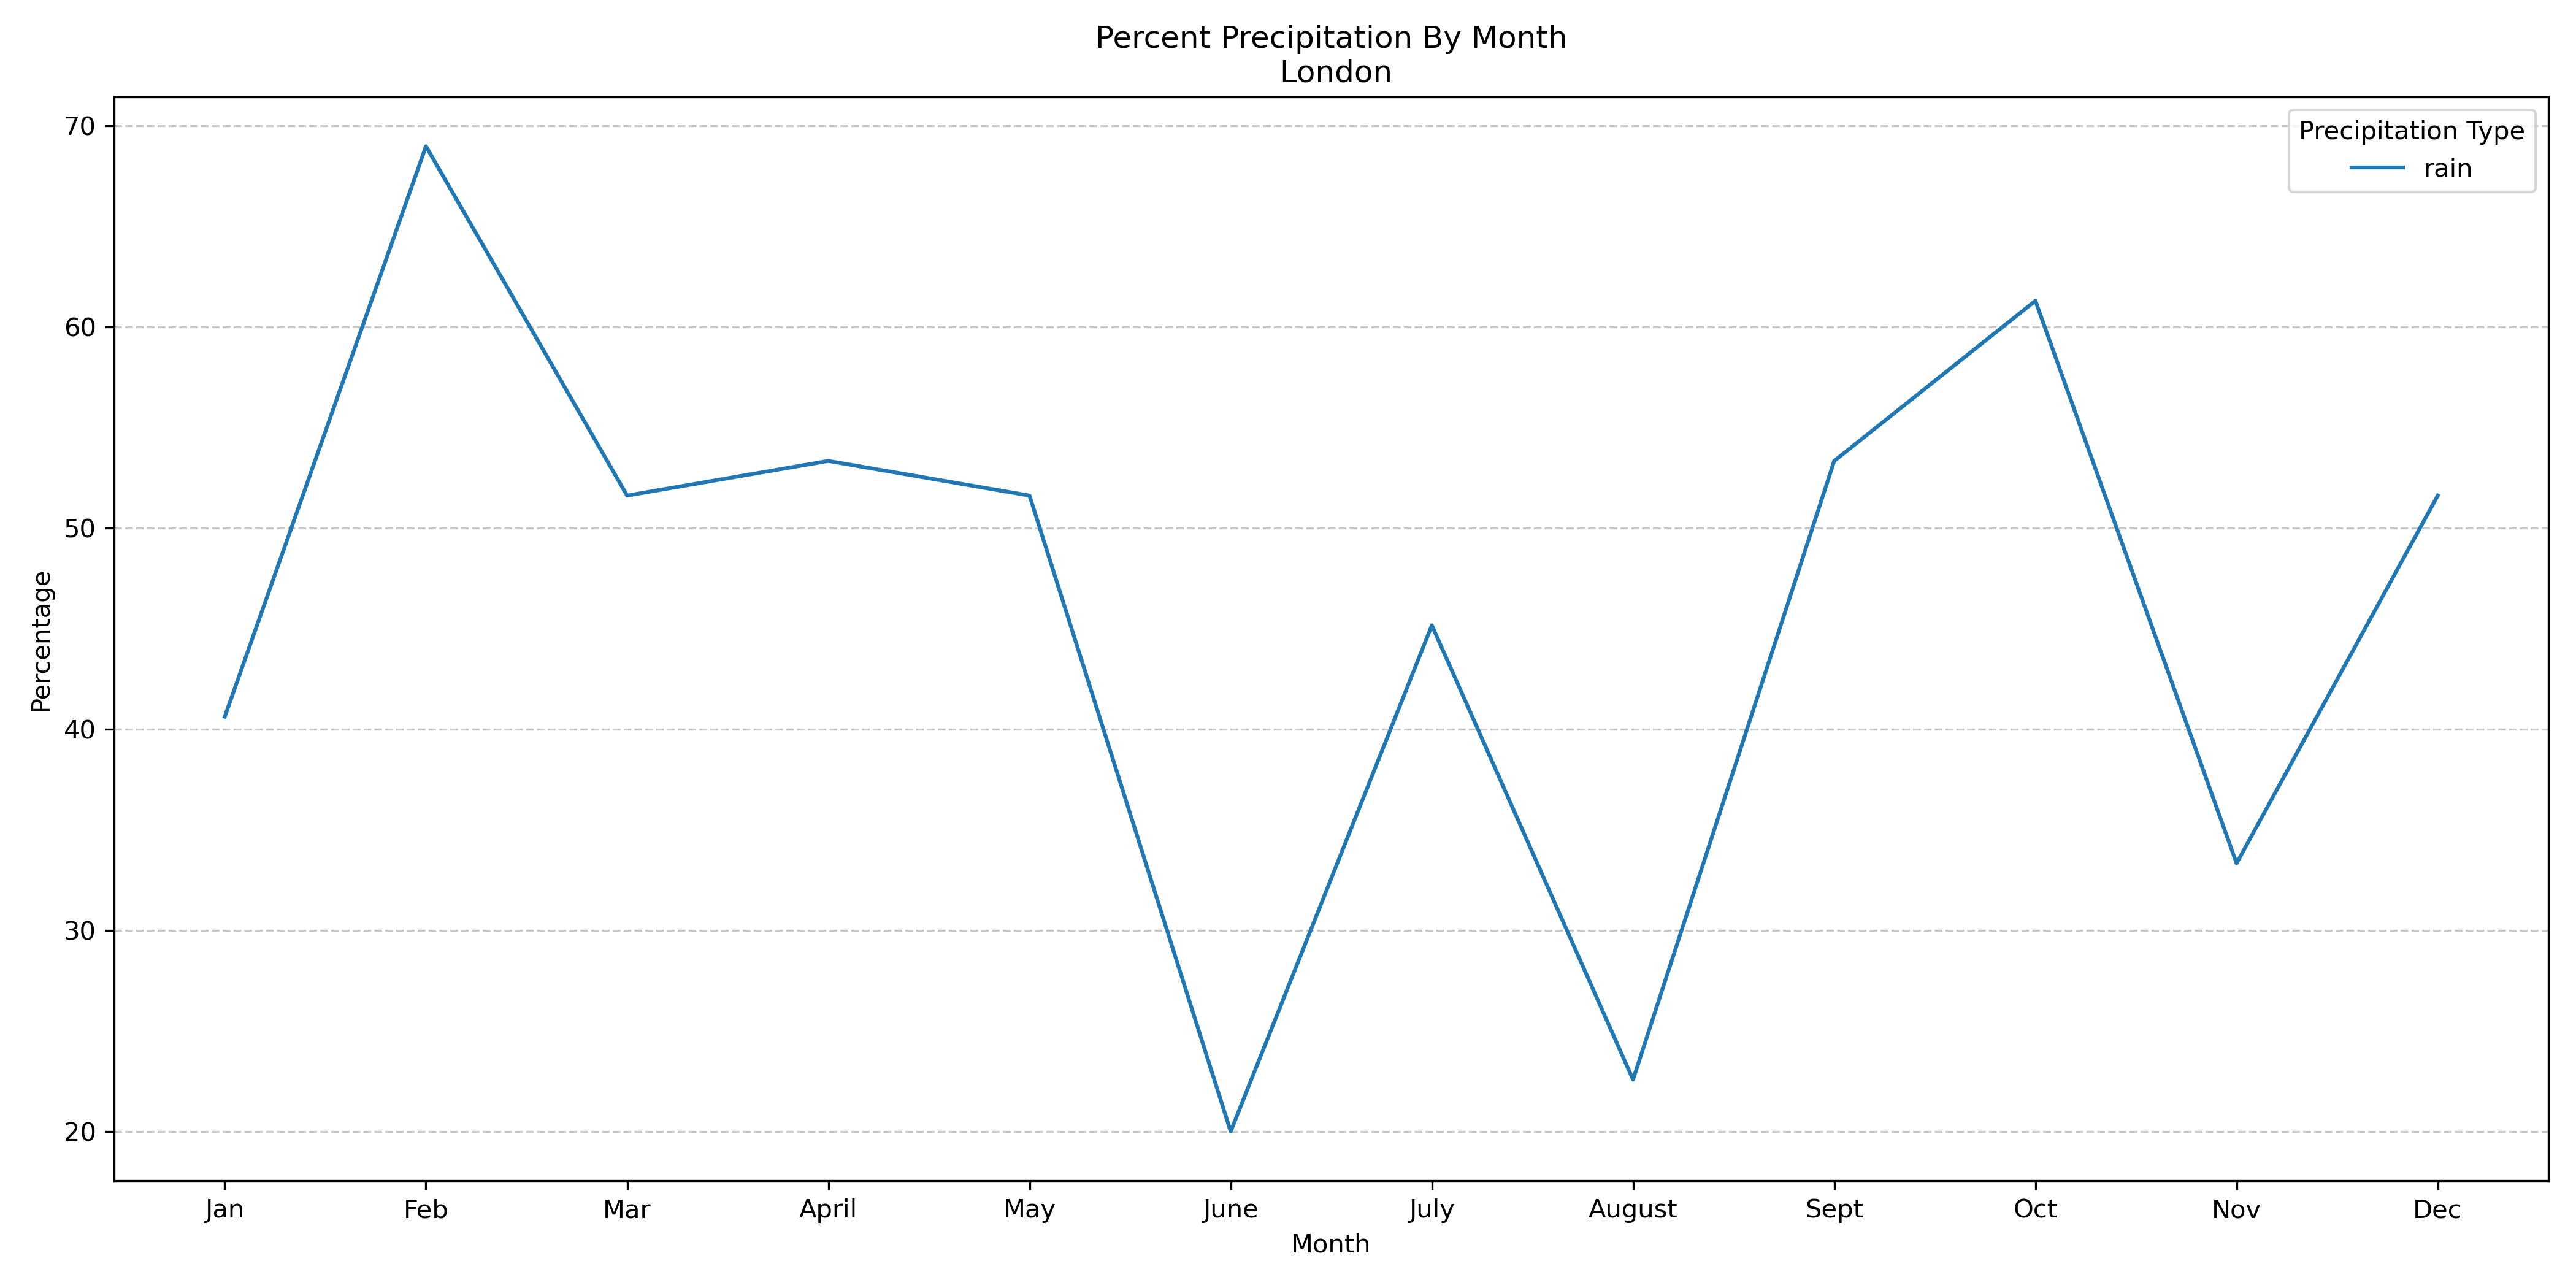 Percent Precipitation By Month
London
Precipitation Type
rain
70
60
50
40
30
20
Percentage
Jan Feb Mar April May June July August Sept Oct Nov Dec
Month